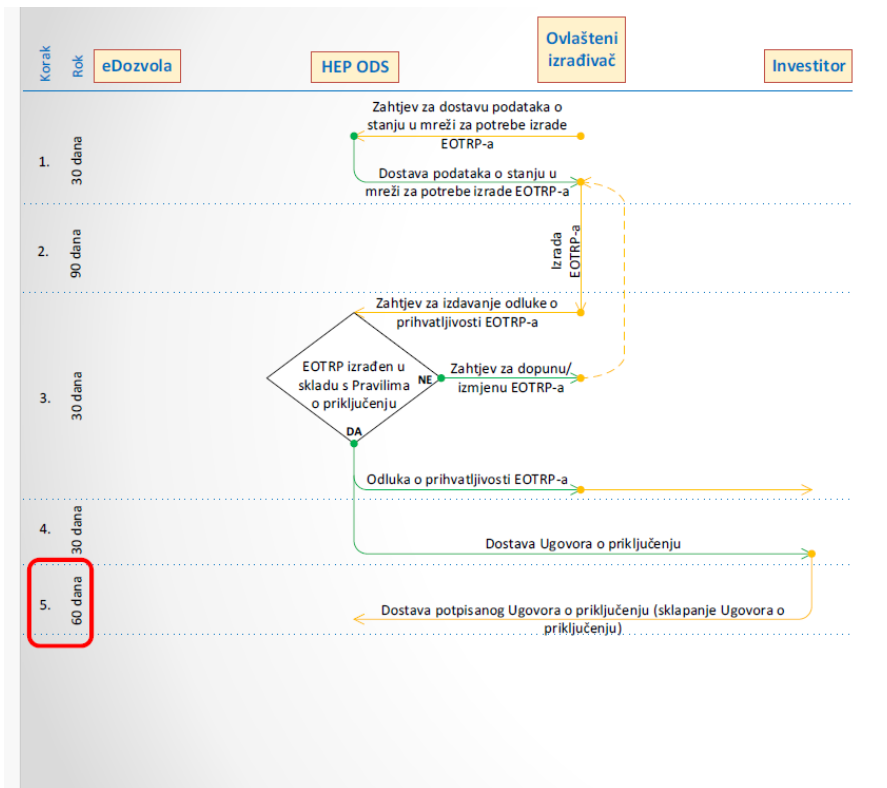 Korak
Rok
eDozvola
HEP ODS
Ovlašteni
izrađivač
Investitor
1.
30 dana
Zahtjev za dostavu podataka o
stanju u mreži za potrebe izrade
EOTRP-a
Dostava podataka o stanju u
mreži za potrebe izrade EOTRP-a
2.
90 dana
Izrada
EOTRP-a
3.
30 dana
Zahtjev za izdavanje odluke o
prihvatljivosti EOTRP-a
EOTRP izrađen u
skladu s Pravilima
o priključenju
NE
Zahtjev za dopunu/
izmjenu EOTRP-a
DA
Odluka o prihvatljivosti EOTRP-a
4.
30 dana
Dostava Ugovora o priključenju
5.
60 dana
Dostava potpisanog Ugovora o priključenju (sklapanje Ugovora o
priključenju)